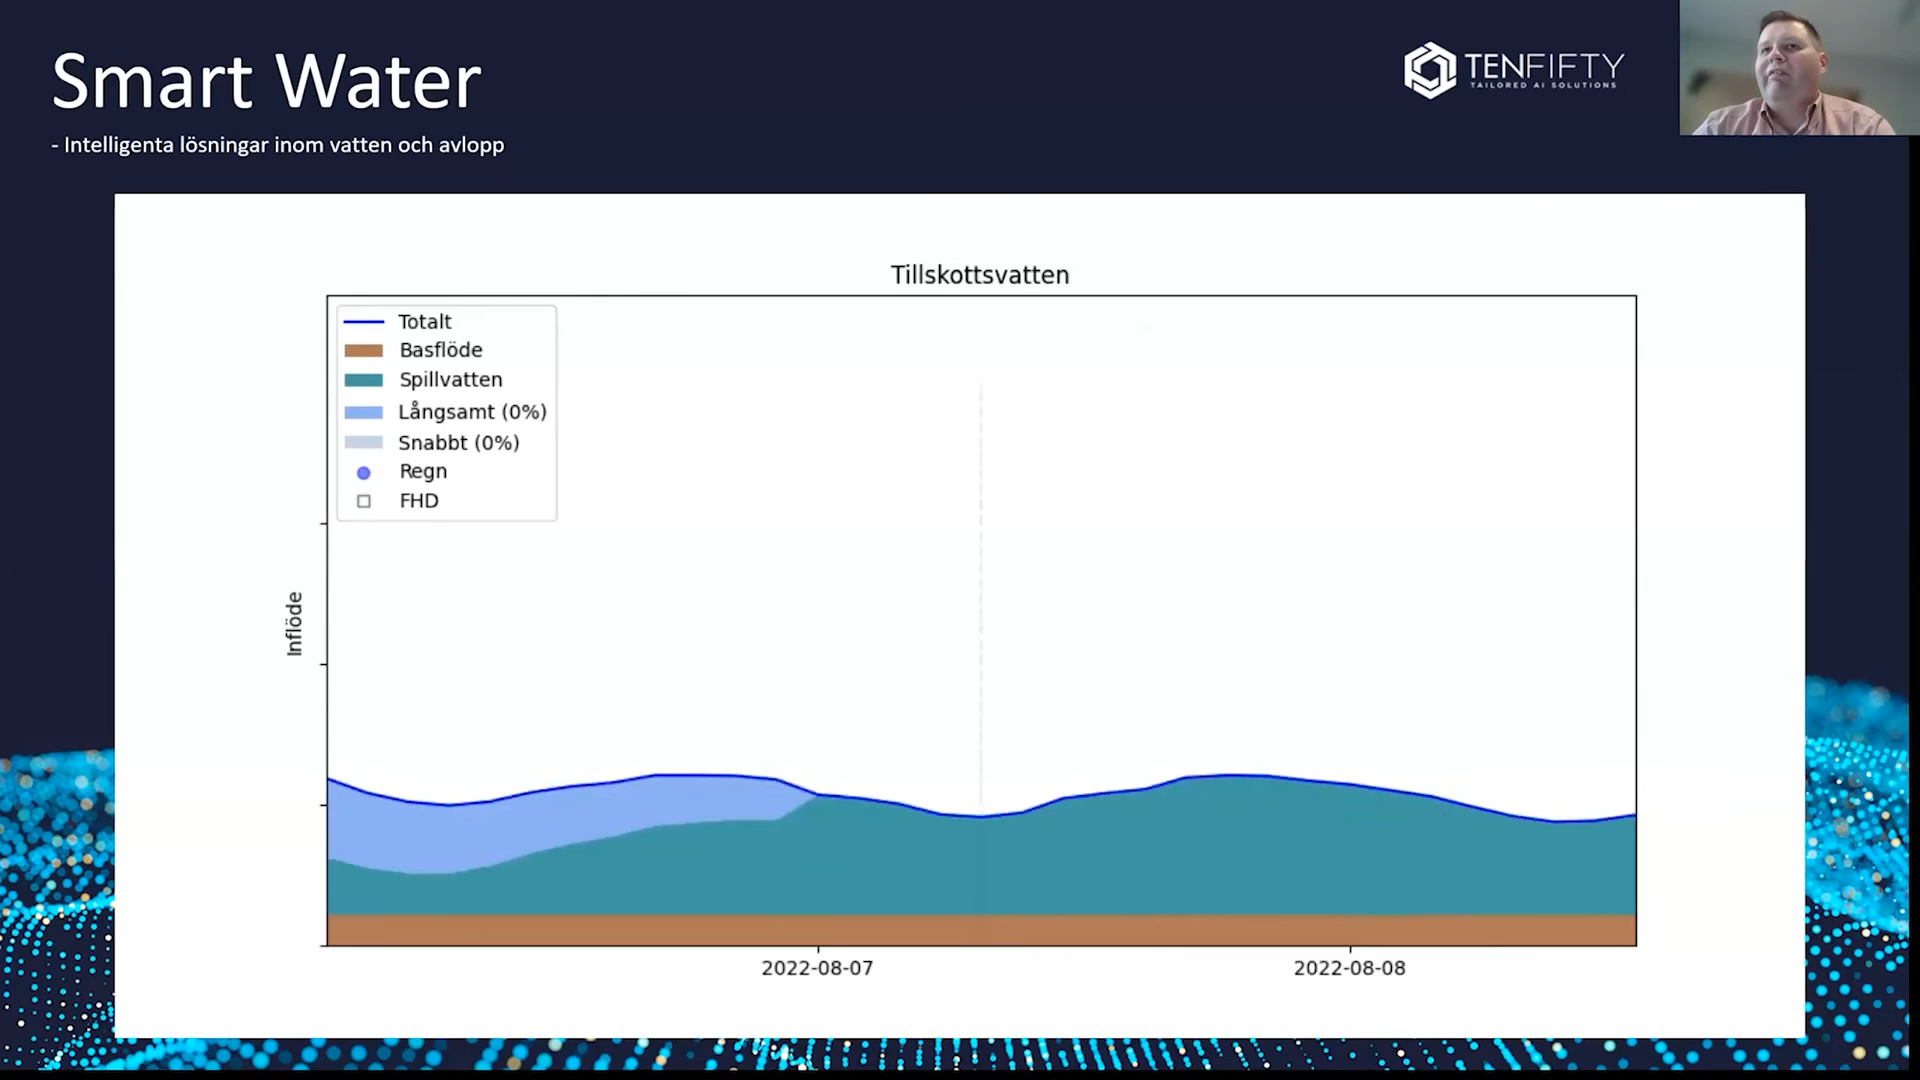 Smart Water
- Intelligenta lösningar inom vatten och avlopp
TENFIFTY
TAILORED AI SOLUTIONS
Tillskottsvatten
Totalt
Basflöde
Spillvatten
Långsamt (0%)
Snabbt (0%)
Regn
FHD
Inflöde
2022-08-07
2022-08-08